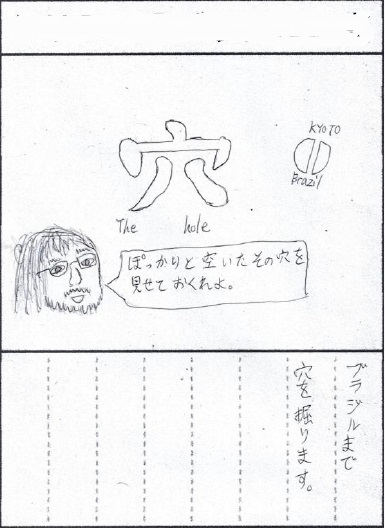 穴
The hole
KYOTO
Brazil
ぽっかりと空いたその穴を
見せておくれよ。
ブラジルまで
穴を掘ります。